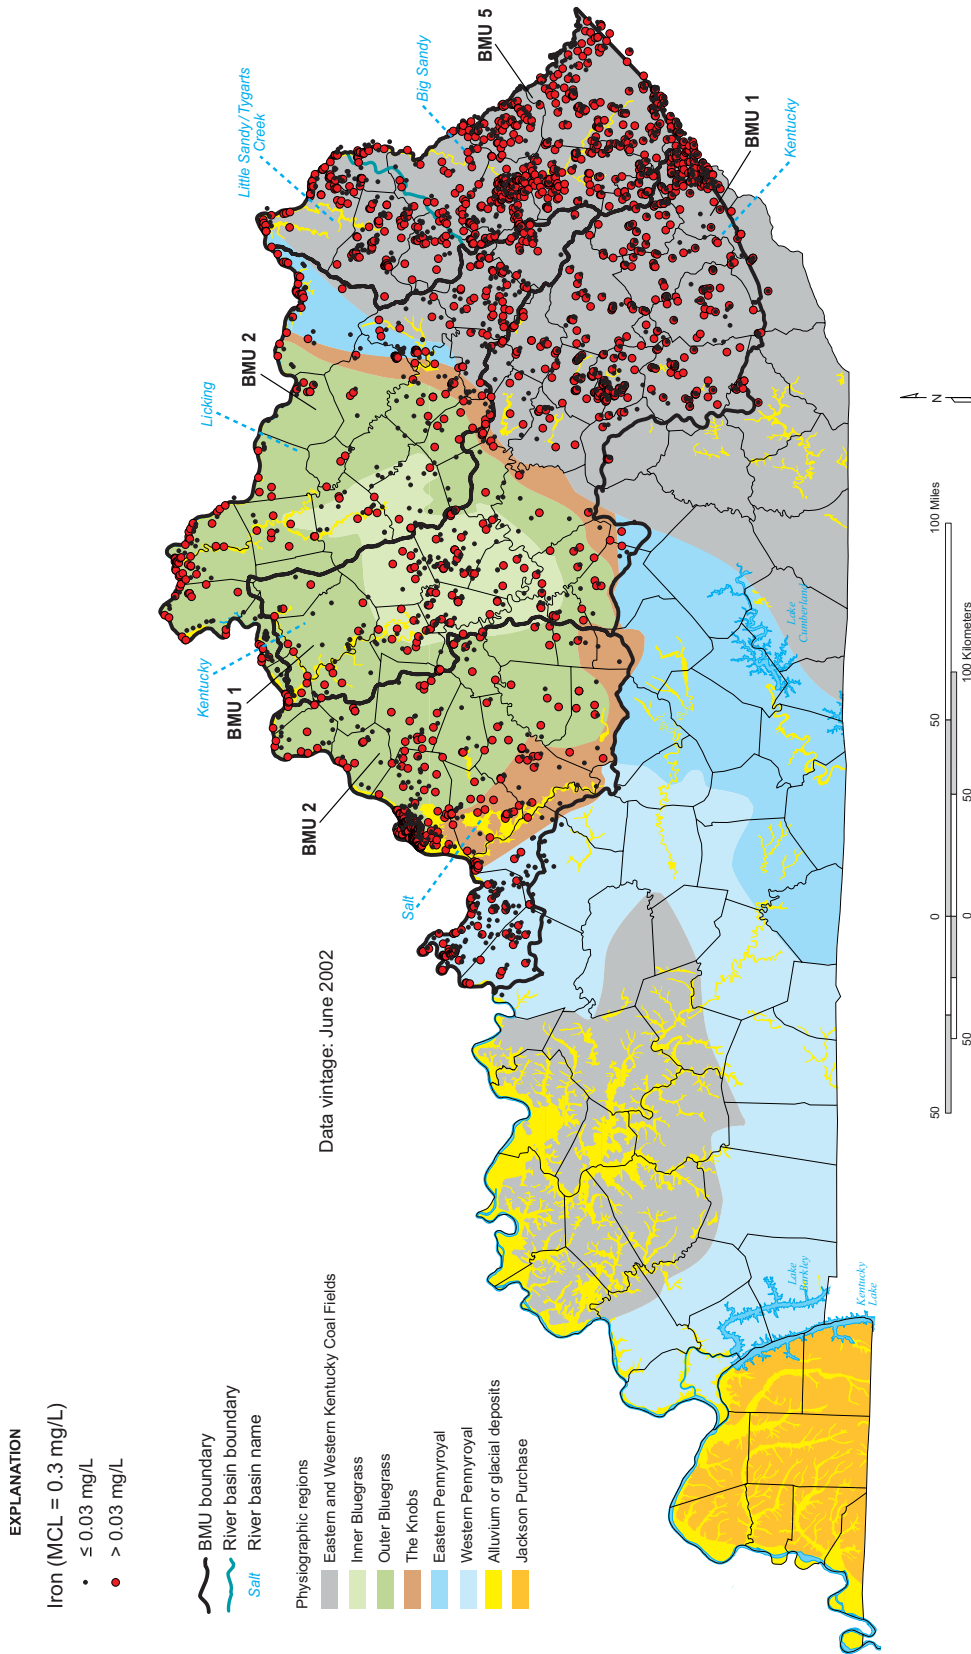 EXPLANATION
Iron (MCL = 0.3 mg/L)
≤ 0.03 mg/L
> 0.03 mg/L
BMU boundary
River basin boundary
Salt River basin name
Physiographic regions
Eastern and Western Kentucky Coal Fields
Inner Bluegrass
Outer Bluegrass
The Knobs
Eastern Pennyroyal
Western Pennyroyal
Alluvium or glacial deposits
Jackson Purchase
Data vintage: June 2002
Salt
BMU 2
Kentucky
BMU 1
Licking
BMU 2
Little Sandy/Tygarts
Creek
Big Sandy
BMU 5
BMU 1
Kentucky
Lake
Cumberland
Lake
Barkley
Kentucky
Lake
N
50 0 50 100 Miles
50 0 50 100 Kilometers